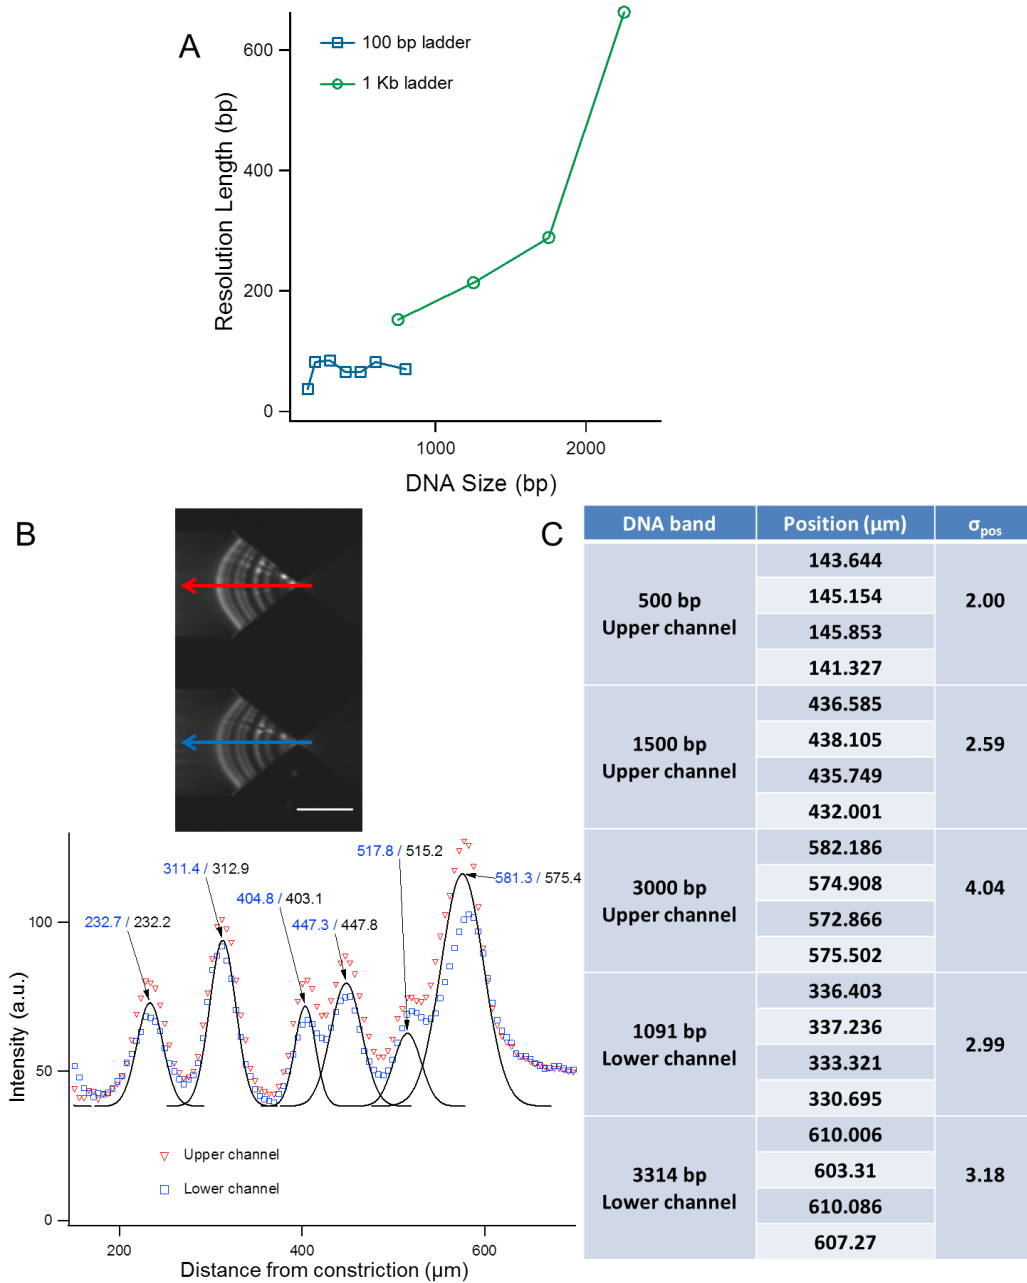 A
100 bp ladder
1 Kb ladder
600
400
200
0
Resolution Length (bp)
1000 2000
DNA Size (bp)
B
517.8 / 515.2
311.4 / 312.9
404.8 / 403.1
581.3 / 575.4
232.7 / 232.2
447.3 / 447.8
100
50
0
Intensity (a.u.)
Upper channel
Lower channel
200 400 600
Distance from constriction (µm)
C
DNA band Position (µm) σpos
500 bp
Upper channel
143.644
145.154
145.853
141.327
2.00
1500 bp
Upper channel
436.585
438.105
435.749
432.001
2.59
3000 bp
Upper channel
582.186
574.908
572.866
575.502
4.04
1091 bp
Lower channel
336.403
337.236
333.321
330.695
2.99
3314 bp
Lower channel
610.006
603.31
610.086
607.27
3.18